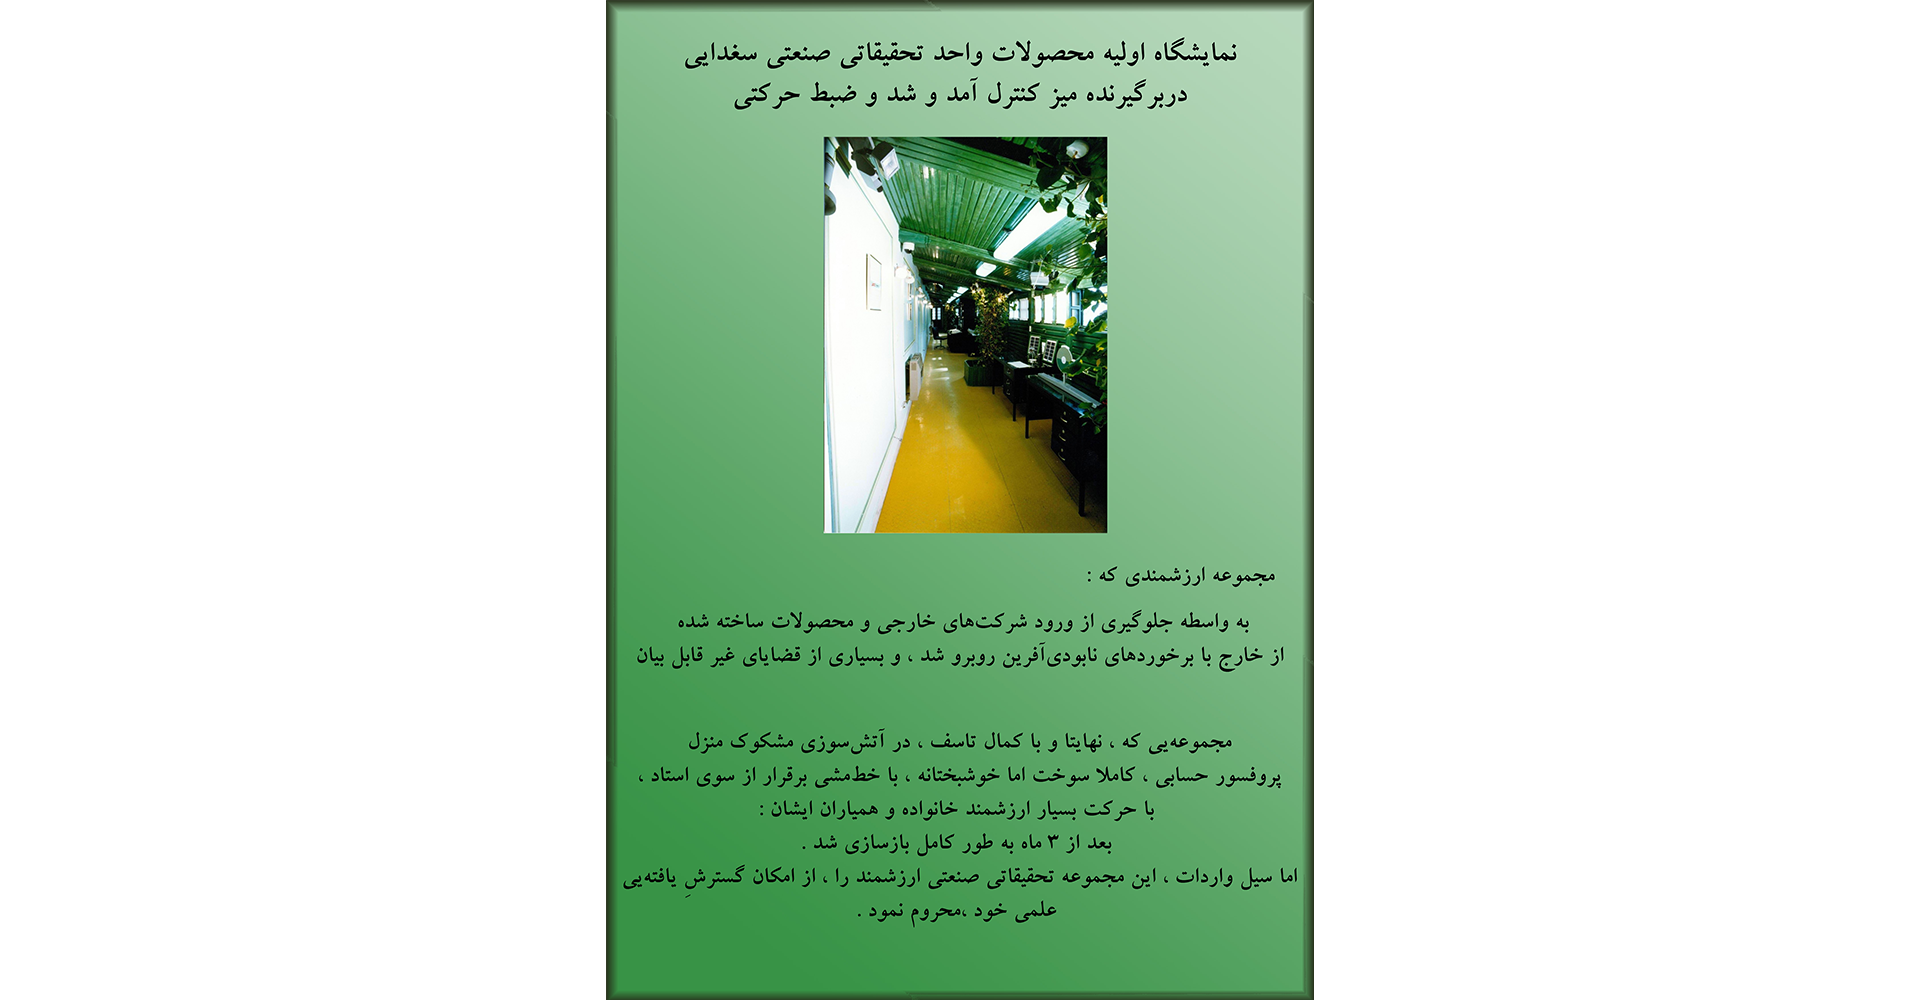 نمایشگاه اولیه محصولات واحد تحقیقاتی صنعتی سغدایی
دربرگیرنده میز کنترل آمد و شد و ضبط حرکتی
مجموعه ارزشمندی که :
به واسطه جلوگیری از ورود شرکت‌های خارجی و محصولات ساخته شده
از خارج با برخوردهای نابودی‌آفرین روبرو شد ، و بسیاری از قضایای غیر قابل بیان
مجموعه‌یی که ، نهایتا و با کمال تاسف ، در آتش‌سوزی مشکوک منزل
پروفسور حسابی ، کاملا سوخت اما خوشبختانه ، با خط‌مشی برقرار از سوی استاد ،
با حرکت بسیار ارزشمند خانواده و همیاران ایشان :
بعد از ۳ ماه به طور کامل بازسازی شد .
اما سیل واردات ، این مجموعه تحقیقاتی صنعتی ارزشمند را ، از امکان گسترشِ یافته‌یی
علمی خود ،محروم نمود .